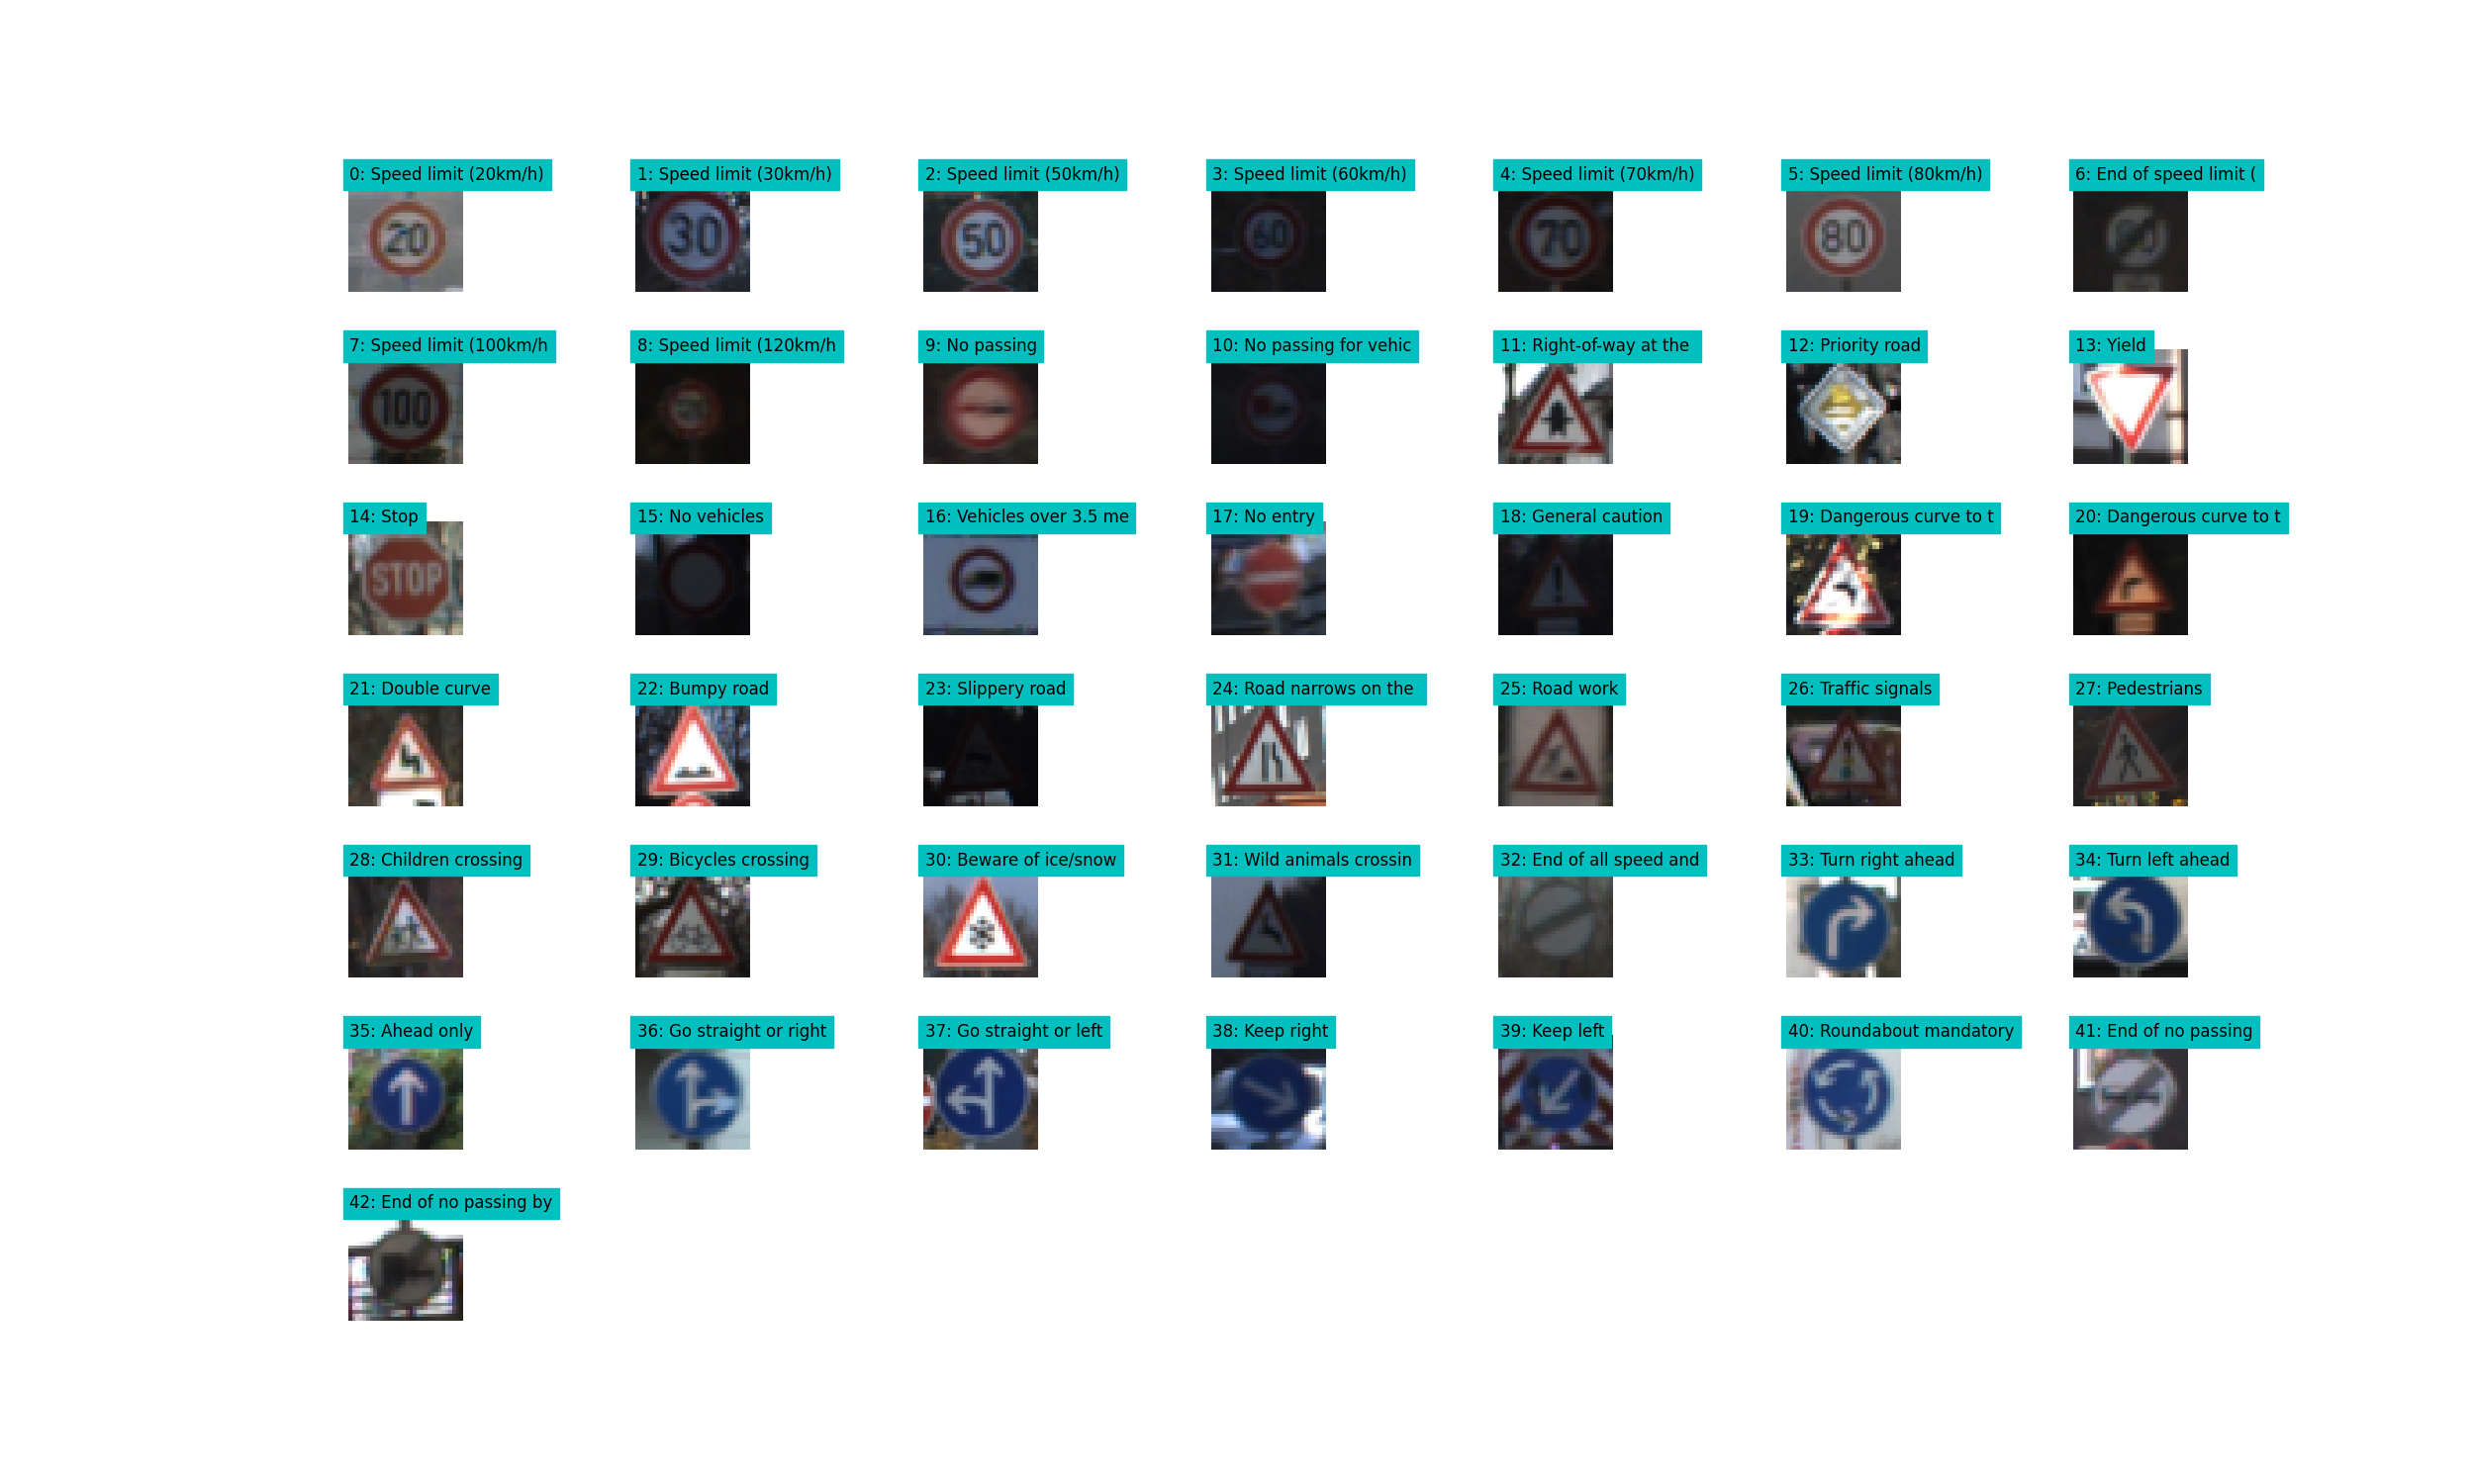 0: Speed limit (20km/h)
1: Speed limit (30km/h)
2: Speed limit (50km/h)
3: Speed limit (60km/h)
4: Speed limit (70km/h)
5: Speed limit (80km/h)
6: End of speed limit (
20
30
50
60
70
80
7: Speed limit (100km/h
8: Speed limit (120km/h
9: No passing
10: No passing for vehic
11: Right-of-way at the
12: Priority road
13: Yield
100
14: Stop
15: No vehicles
16: Vehicles over 3.5 me
17: No entry
18: General caution
19: Dangerous curve to t
20: Dangerous curve to t
STOP
21: Double curve
22: Bumpy road
23: Slippery road
24: Road narrows on the
25: Road work
26: Traffic signals
27: Pedestrians
28: Children crossing
29: Bicycles crossing
30: Beware of ice/snow
31: Wild animals crossin
32: End of all speed and
33: Turn right ahead
34: Turn left ahead
35: Ahead only
36: Go straight or right
37: Go straight or left
38: Keep right
39: Keep left
40: Roundabout mandatory
41: End of no passing
42: End of no passing by